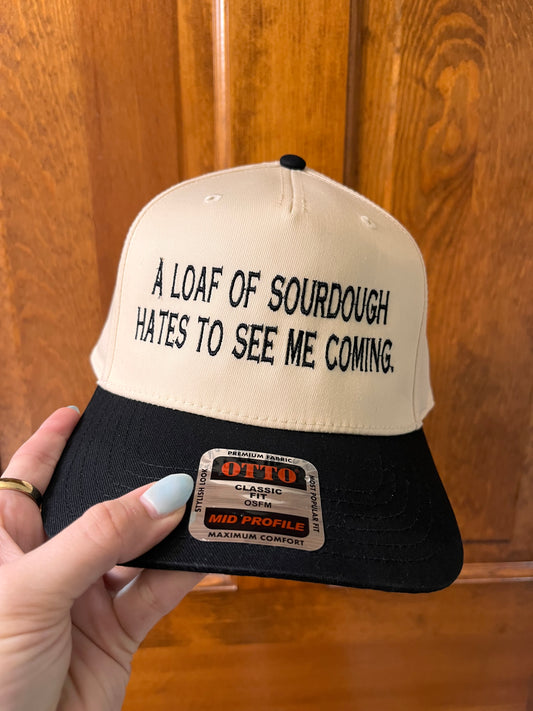 A LOAF OF SOURDOUGH
HATES TO SEE ME COMING.
PREMIUM FABRIC
STYLISH LOOK
OTTO
CLASSIC
FIT
OSFM
MOST POPULAR FIT
MID PROFILE
MAXIMUM COMFORT